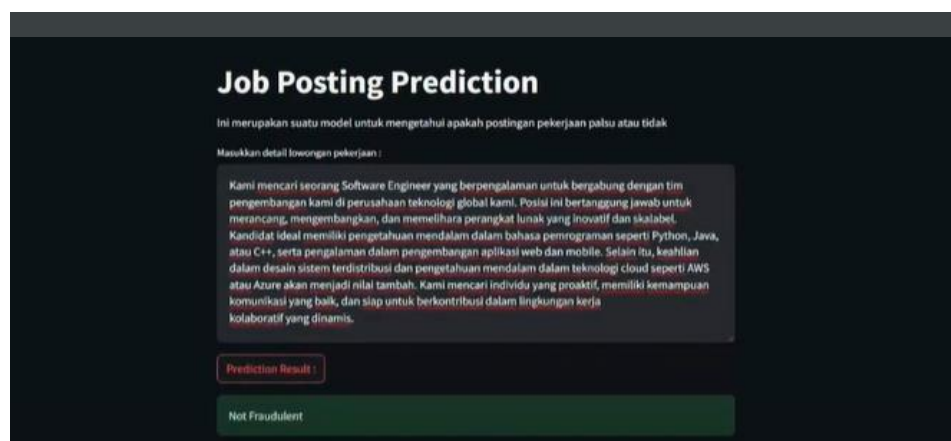 Job Posting Prediction
Ini merupakan suatu model untuk mengetahui apakah postingan pekerjaan palsu atau tidak
Masukkan detail lowongan pekerjaan :
Kami mencari seorang Software Engineer yang berpengalaman untuk bergabung dengan tim
pengembangan kami di perusahaan teknologi global kami. Posisi ini bertanggung jawab untuk
merancang, mengembangkan, dan memelihara perangkat lunak yang inovatif dan skalabel.
Kandidat ideal memiliki pengetahuan mendalam dalam bahasa pemrograman seperti Python, Java,
atau C++, serta pengalaman dalam pengembangan aplikasi web dan mobile. Selain itu, keahlian
dalam desain sistem terdistribusi dan pengetahuan mendalam dalam teknologi cloud seperti AWS
atau Azure akan menjadi nilai tambah. Kami mencari individu yang proaktif, memiliki kemampuan
komunikasi yang baik, dan siap untuk berkontribusi dalam lingkungan kerja
kolaboratif yang dinamis.
Prediction Result :
Not Fraudulent